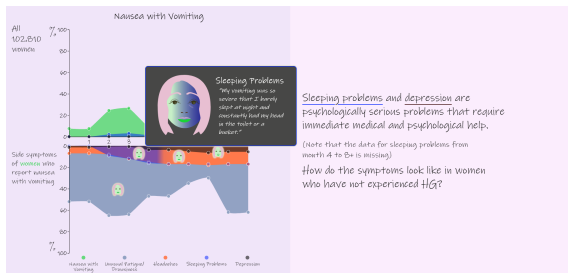 Nausea with Vomiting
All
102.810
women
%
100
80
60
40
20
0
1
2
3
Sleeping Problems
"My vomiting was so
severe that I barely
slept at night and
constantly had my head
in the toilet or a
bucket."
Side symptoms
of women who
report nausea
with Vomiting
0
20
40
60
80
100
%
Nausea with
Vomiting
Unusual Fatigue/
Drowsiness
Headaches
Sleeping Problems
Depression
Sleeping problems and depression are
psychologically serious problems that require
immediate medical and psychological help.
(Note that the data for sleeping problems from
month 4 to 8+ is missing)
How do the symptoms look like in women
who have not experienced HG?